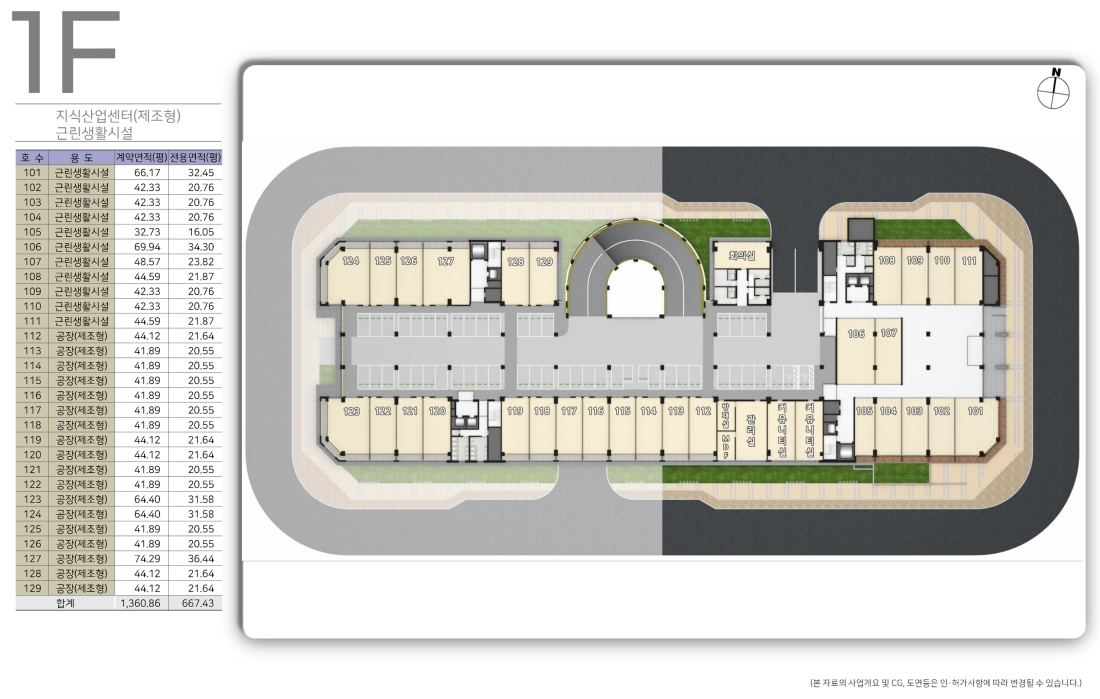 1F
지식산업센터(제조형)
근린생활시설
호 수 용 도 계약면적(평) 전용면적(평)
101 근린생활시설 66.17 32.45
102 근린생활시설 42.33 20.76
103 근린생활시설 42.33 20.76
104 근린생활시설 42.33 20.76
105 근린생활시설 32.73 16.05
106 근린생활시설 69.94 34.30
107 근린생활시설 48.57 23.82
108 근린생활시설 44.59 21.87
109 근린생활시설 42.33 20.76
110 근린생활시설 42.33 20.76
111 근린생활시설 44.59 21.87
112 공장(제조형) 44.12 21.64
113 공장(제조형) 41.89 20.55
114 공장(제조형) 41.89 20.55
115 공장(제조형) 41.89 20.55
116 공장(제조형) 41.89 20.55
117 공장(제조형) 41.89 20.55
118 공장(제조형) 41.89 20.55
119 공장(제조형) 44.12 21.64
120 공장(제조형) 44.12 21.64
121 공장(제조형) 41.89 20.55
122 공장(제조형) 41.89 20.55
123 공장(제조형) 64.40 31.58
124 공장(제조형) 64.40 31.58
125 공장(제조형) 41.89 20.55
126 공장(제조형) 41.89 20.55
127 공장(제조형) 74.29 36.44
128 공장(제조형) 44.12 21.64
129 공장(제조형) 44.12 21.64
합계 1,360.86 667.43
N
124 125 126 127 128 129 회의실 108 109 110 111
106 107
123 122 121 120 119 118 117 116 115 114 113 112 방재실 MDF 관리실 커뮤니티실 커뮤니티실 105 104 103 102 101
(본 자료의 사업개요 및 CG, 도면등은 인·허가사항에 따라 변경될 수 있습니다.)